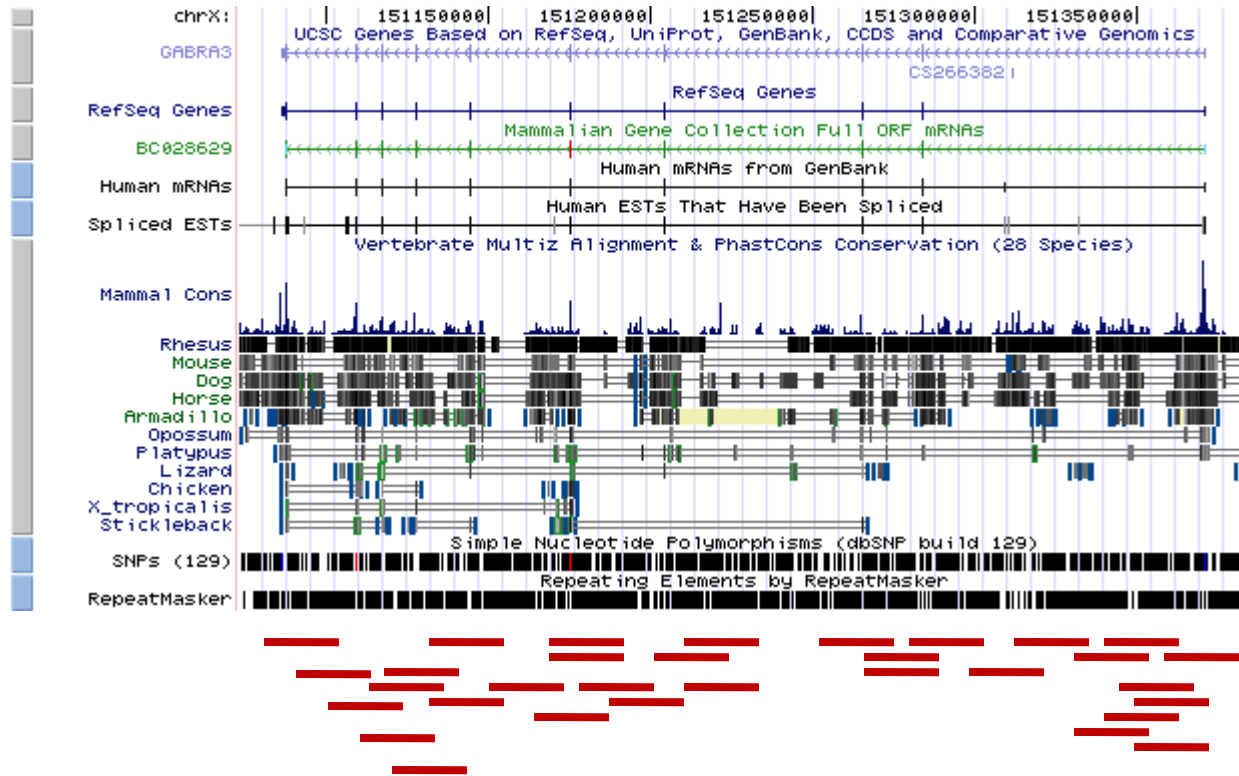 chrX: 151150000| 151200000| 151250000| 151300000| 151350000|
UCSC Genes Based on RefSeq, UniProt, GenBank, CCDS and Comparative Genomics
GABRA3
CS266382
RefSeq Genes
RefSeq Genes
Mammalian Gene Collection Full ORF mRNAs
BC028629
Human mRNAs from GenBank
Human mRNAs
Human ESTs That Have Been Spliced
Spliced ESTs
Vertebrate Multiz Alignment & PhastCons Conservation (28 Species)
Mammal Cons
Rhesus
Mouse
Dog
Horse
Armadillo
Opossum
Platypus
Lizard
Chicken
X_tropicalis
Stickleback
Simple Nucleotide Polymorphisms (dbSNP build 129)
SNPs (129)
Repeating Elements by RepeatMasker
RepeatMasker